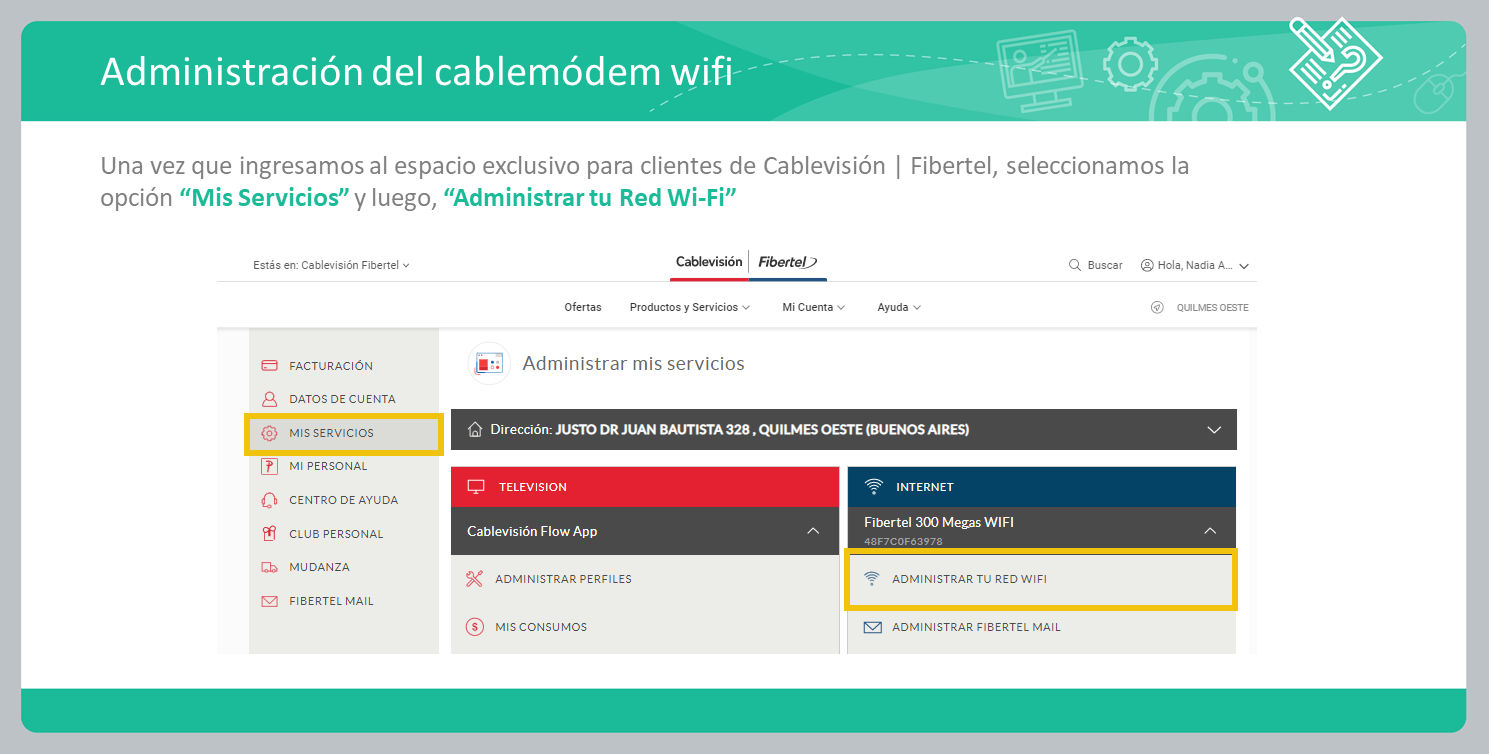 Administración del cablemódem wifi
Una vez que ingresamos al espacio exclusivo para clientes de Cablevisión | Fibertel, seleccionamos la
opción “Mis Servicios” y luego, “Administrar tu Red Wi-Fi”
Estás en: Cablevisión Fibertel
Cablevisión Fibertel
Buscar
Hola, Nadia A...
Ofertas
Productos y Servicios
Mi Cuenta
Ayuda
QUILMES OESTE
FACTURACIÓN
DATOS DE CUENTA
MIS SERVICIOS
MI PERSONAL
CENTRO DE AYUDA
CLUB PERSONAL
MUDANZA
FIBERTEL MAIL
Administrar mis servicios
Dirección: JUSTO DR JUAN BAUTISTA 328 , QUILMES OESTE (BUENOS AIRES)
TELEVISION
Cablevisión Flow App
ADMINISTRAR PERFILES
MIS CONSUMOS
INTERNET
Fibertel 300 Megas WIFI
48F7C0F63978
ADMINISTRAR TU RED WIFI
ADMINISTRAR FIBERTEL MAIL